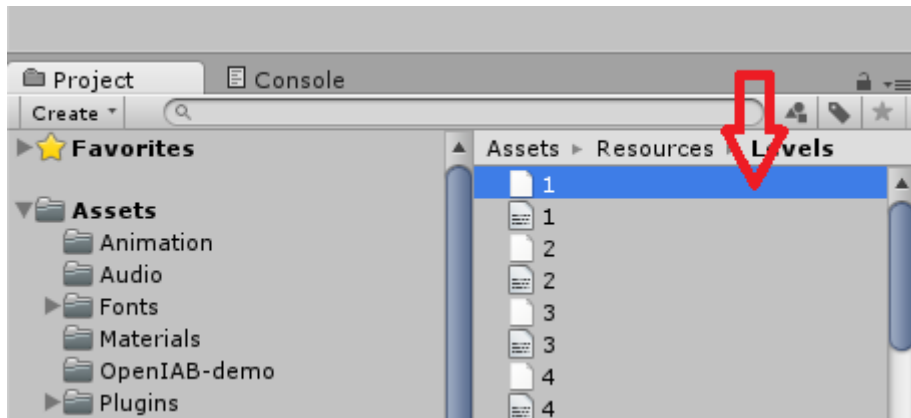 Project
Console
Create
Favorites
Assets
Animation
Audio
Fonts
Materials
OpenIAB-demo
Plugins
Assets Resources Levels
1
1
2
2
3
3
4
4